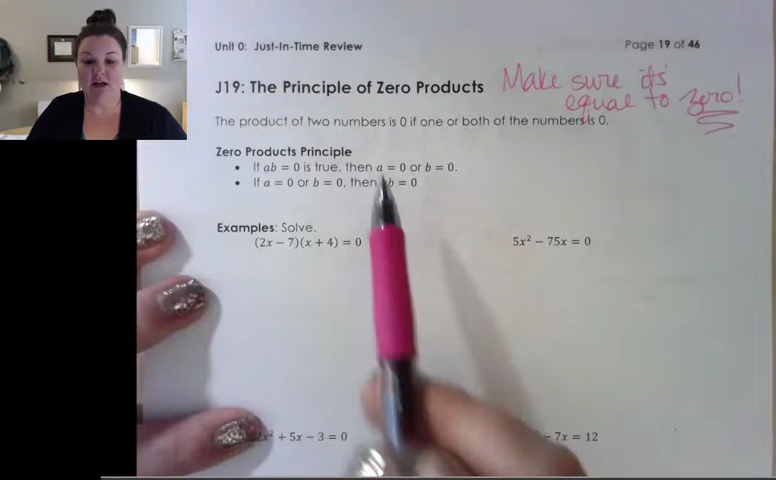 Unit 0: Just-In-Time Review
Page 19 of 46
J19: The Principle of Zero Products
Make sure it's
equal to zero!
The product of two numbers is 0 if one or both of the numbers is 0.
Zero Products Principle
• If ab = 0 is true, then a = 0 or b = 0.
• If a = 0 or b = 0, then b = 0
Examples: Solve.
(2x − 7)(x + 4) = 0
5x² − 75x = 0
+ 5x − 3 = 0
− 7x = 12